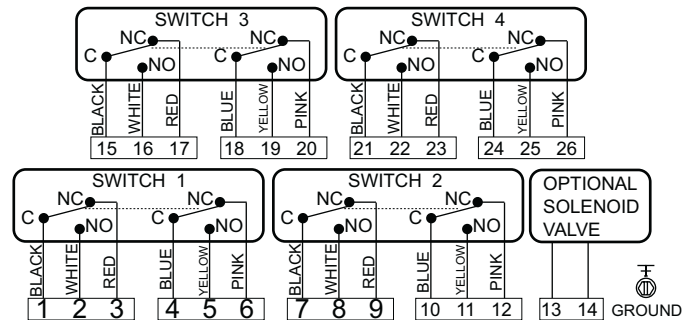 SWITCH 3
NC NC
C NO C NO
BLACK WHITE RED BLUE YELLOW PINK
15 16 17 18 19 20
SWITCH 4
NC NC
C NO C NO
BLACK WHITE RED BLUE YELLOW PINK
21 22 23 24 25 26
SWITCH 1
NC NC
C NO C NO
BLACK WHITE RED BLUE YELLOW PINK
1 2 3 4 5 6
SWITCH 2
NC NC
C NO C NO
BLACK WHITE RED BLUE YELLOW PINK
7 8 9 10 11 12
OPTIONAL
SOLENOID
VALVE
13 14
GROUND